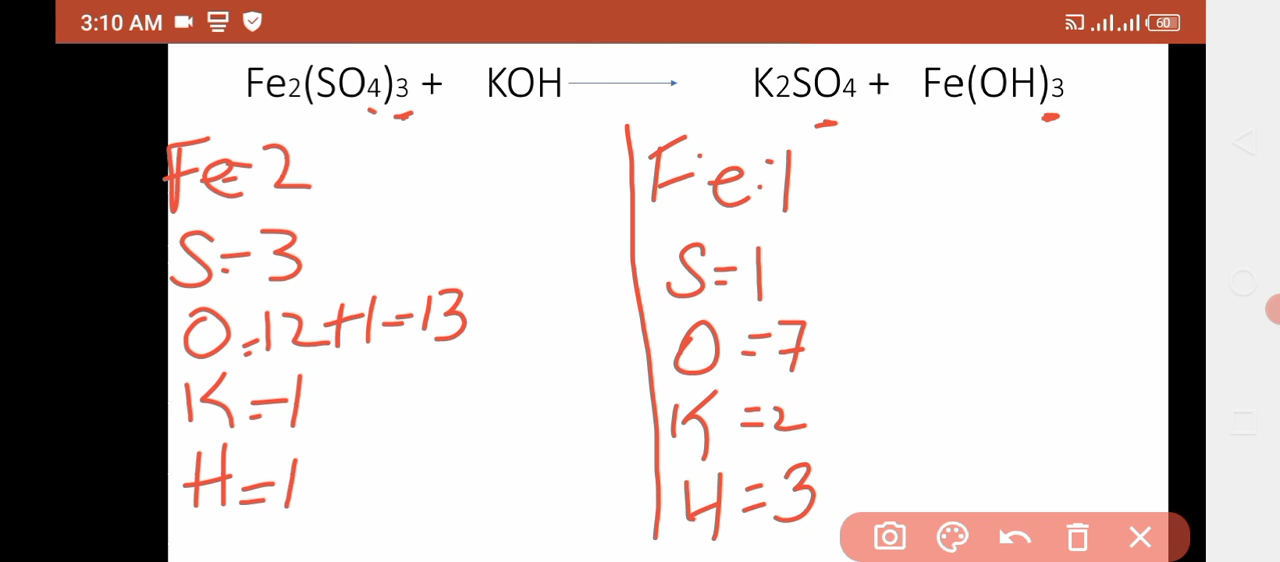 3:10 AM 60
Fe2(SO4)3 + KOH → K2SO4 + Fe(OH)3
Fe=2
S=3
O=12+1=13
K=1
H=1
Fe:1
S=1
O=7
K=2
H=3